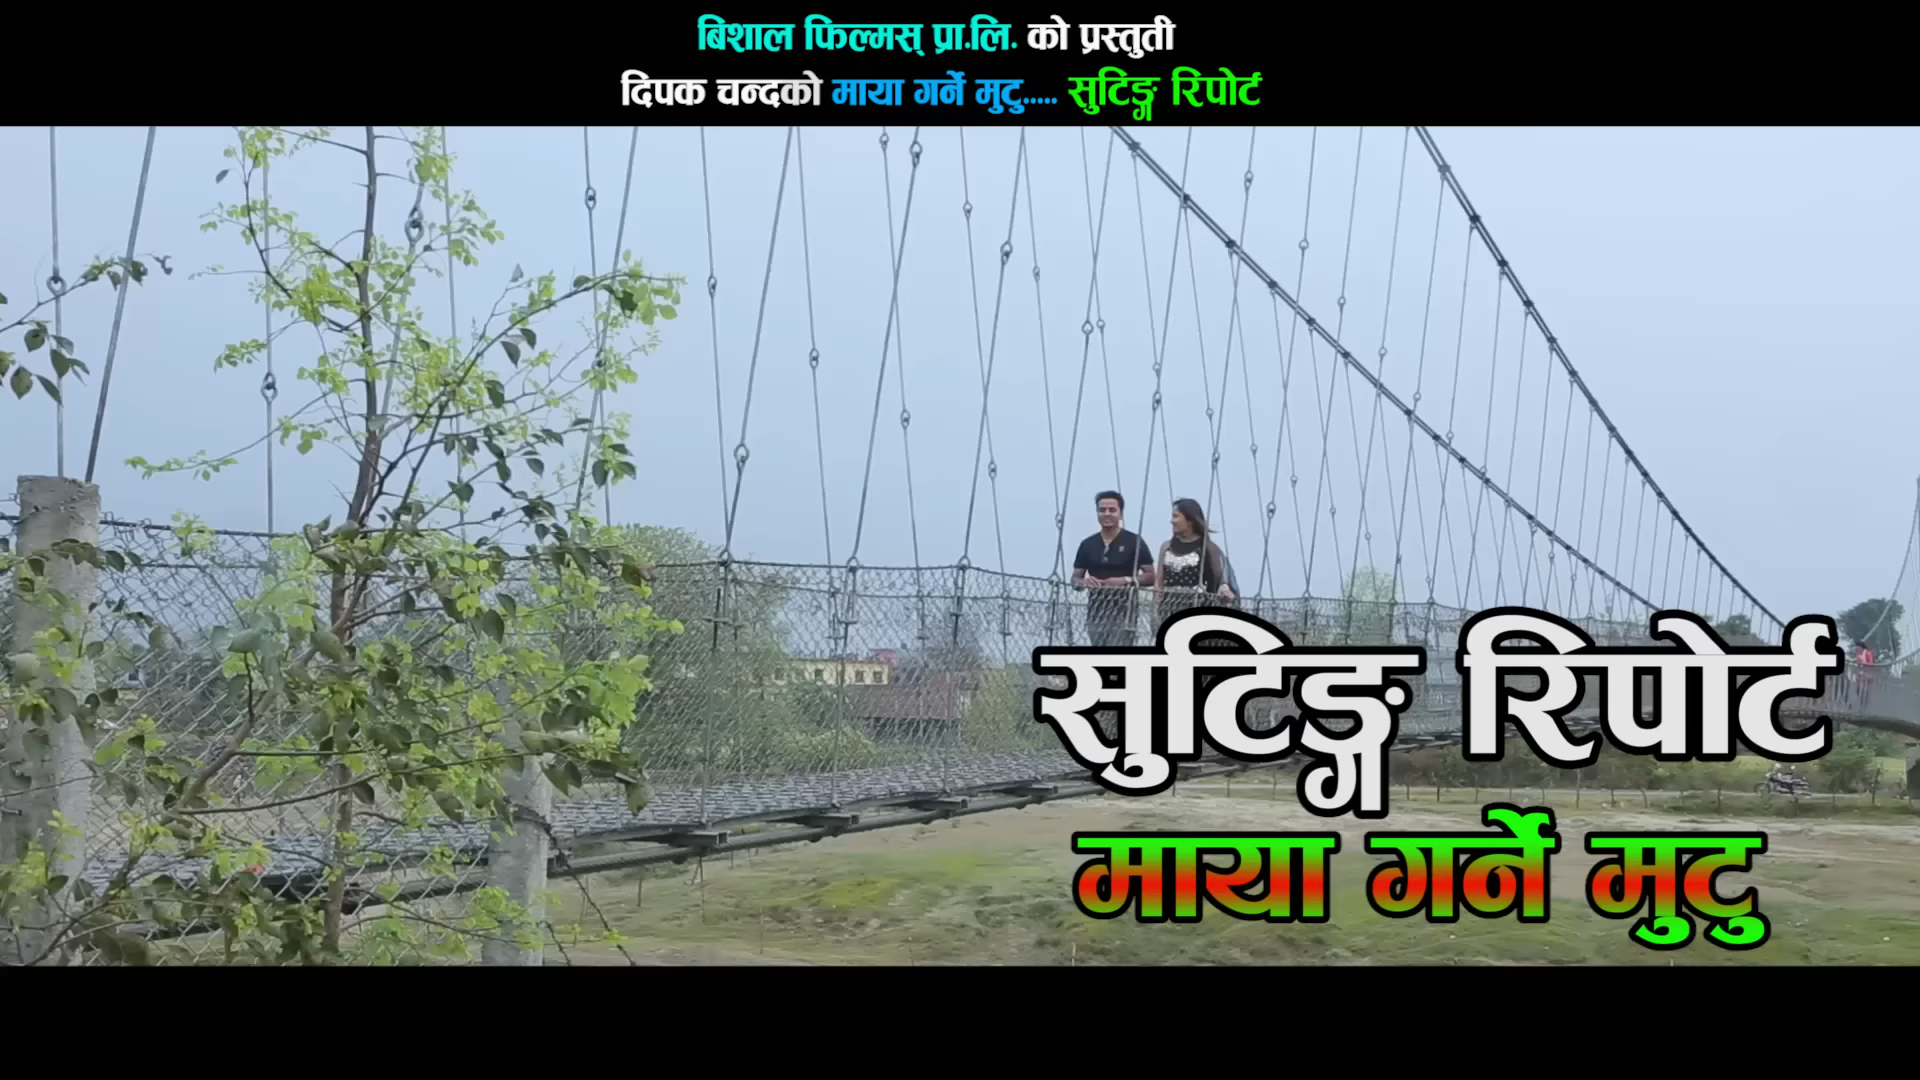 बिशाल फिल्मस् प्रा.लि. को प्रस्तुती
दिपक चन्दको माया गर्ने मुटु..... सुटिङ्ग रिपोर्ट
सुटिङ्ग रिपोर्ट
माया गर्ने मुटु